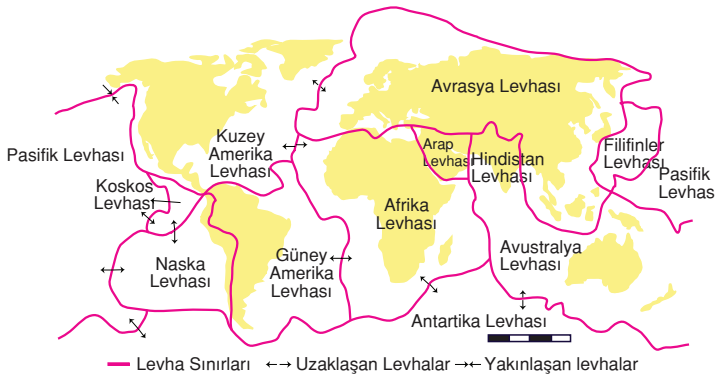 Avrasya Levhası
Kuzey
Amerika
Levhası
Pasifik Levhası
Arap
Levhası
Hindistan
Levhası
Filifinler
Levhası
Pasifik
Levhas
Koskos
Levhası
Afrika
Levhası
Naska
Levhası
Güney
Amerika
Levhası
Avustralya
Levhası
Antartika Levhası
Levha Sınırları
Uzaklaşan Levhalar
Yakınlaşan levhalar